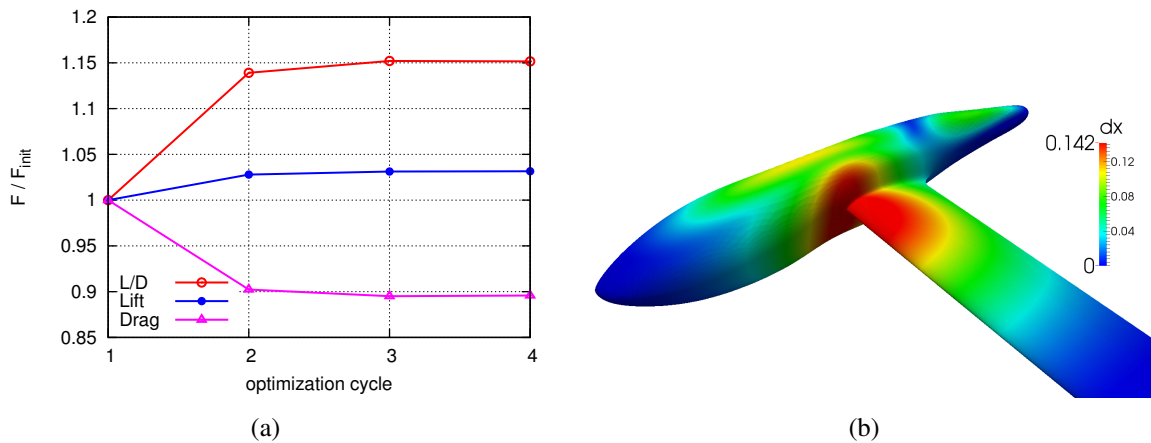 1.2
1.15
1.1
1.05
1
0.95
0.9
0.85
F / F_init
L/D
Lift
Drag
1 2 3 4
optimization cycle
(a)
dx
0.142
0.12
0.08
0.04
0
(b)